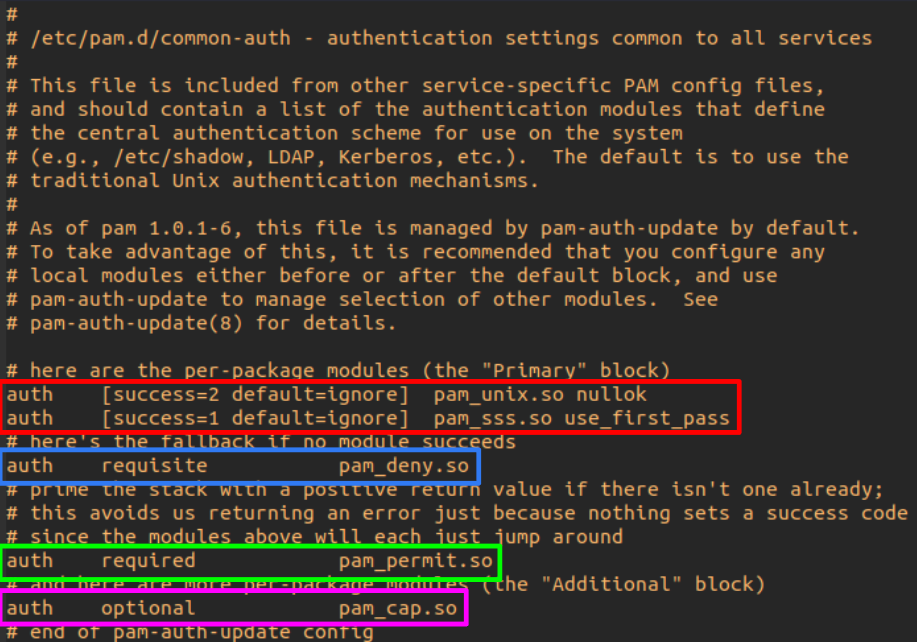 #
# /etc/pam.d/common-auth - authentication settings common to all services
#
# This file is included from other service-specific PAM config files,
# and should contain a list of the authentication modules that define
# the central authentication scheme for use on the system
# (e.g., /etc/shadow, LDAP, Kerberos, etc.).  The default is to use the
# traditional Unix authentication mechanisms.
#
# As of pam 1.0.1-6, this file is managed by pam-auth-update by default.
# To take advantage of this, it is recommended that you configure any
# local modules either before or after the default block, and use
# pam-auth-update to manage selection of other modules.  See
# pam-auth-update(8) for details.

# here are the per-package modules (the "Primary" block)
auth    [success=2 default=ignore]  pam_unix.so nullok
auth    [success=1 default=ignore]  pam_sss.so use_first_pass
# here's the fallback if no module succeeds
auth    requisite           pam_deny.so
# prime the stack with a positive return value if there isn't one already;
# this avoids us returning an error just because nothing sets a success code
# since the modules above will each just jump around
auth    required            pam_permit.so
# and here are more per-package modules (the "Additional" block)
auth    optional            pam_cap.so
# end of pam-auth-update config